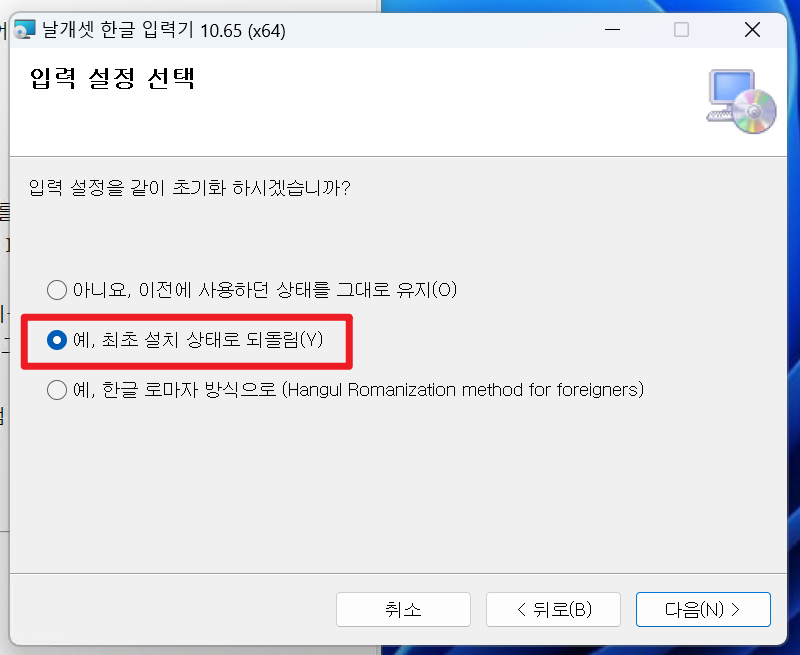 날개셋 한글 입력기 10.65 (x64)
입력 설정 선택
입력 설정을 같이 초기화 하시겠습니까?
아니요, 이전에 사용하던 상태를 그대로 유지(O)
예, 최초 설치 상태로 되돌림(Y)
예, 한글 로마자 방식으로 (Hangul Romanization method for foreigners)
취소
< 뒤로(B)
다음(N) >